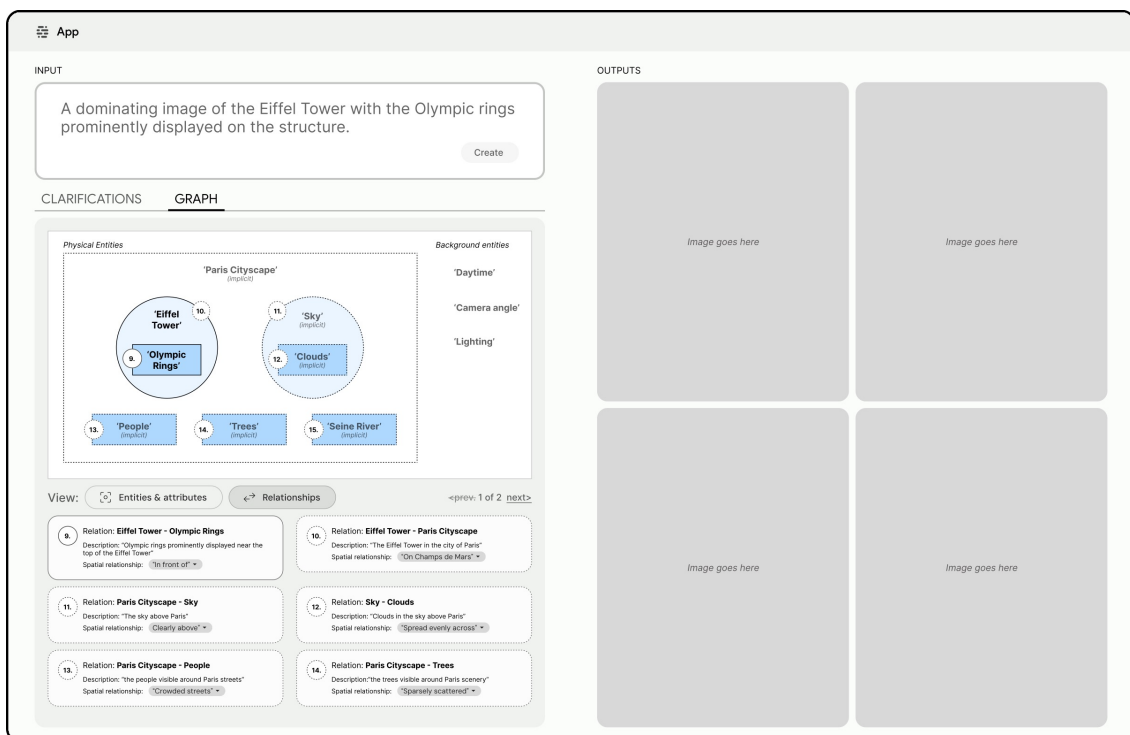 App
INPUT
A dominating image of the Eiffel Tower with the Olympic rings
prominently displayed on the structure.
Create
CLARIFICATIONS
GRAPH
Physical Entities
'Paris Cityscape'
(implicit)
'Eiffel
Tower'
10.
9.
'Olympic
Rings'
11.
'Sky'
(implicit)
12.
'Clouds'
(implicit)
13.
'People'
(implicit)
14.
'Trees'
(implicit)
15.
'Seine River'
(implicit)
Background entities
'Daytime'
'Camera angle'
'Lighting'
View:
Entities & attributes
Relationships
<prev. 1 of 2 next>
9.
Relation: Eiffel Tower - Olympic Rings
Description: "Olympic rings prominently displayed near the
top of the Eiffel Tower"
Spatial relationship: "In front of"
10.
Relation: Eiffel Tower - Paris Cityscape
Description: "The Eiffel Tower in the city of Paris"
Spatial relationship: "On Champs de Mars"
11.
Relation: Paris Cityscape - Sky
Description: "The sky above Paris"
Spatial relationship: Clearly above"
12.
Relation: Sky - Clouds
Description: "Clouds in the sky above Paris"
Spatial relationship: "Spread evenly across"
13.
Relation: Paris Cityscape - People
Description: "the people visible around Paris streets"
Spatial relationship: "Crowded streets"
14.
Relation: Paris Cityscape - Trees
Description:"the trees visible around Paris scenery"
Spatial relationship: "Sparsely scattered"
OUTPUTS
Image goes here
Image goes here
Image goes here
Image goes here